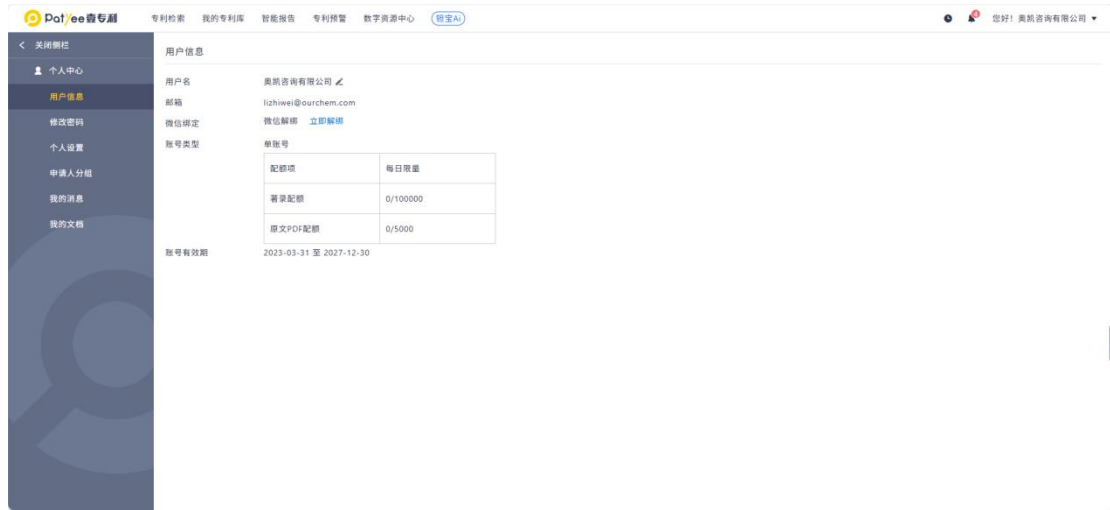 Patyee壹专利 专利检索 我的专利库 智能报告 专利预警 数字资源中心 钽宝Ai 4 您好！奥凯咨询有限公司 ▼
< 关闭侧栏
个人中心
用户信息
修改密码
个人设置
申请人分组
我的消息
我的文档
用户信息
用户名 奥凯咨询有限公司
邮箱 lizhiwei@ourchem.com
微信绑定 微信解绑 立即解绑
账号类型 单账号
配额项 每日限量
著录配额 0/100000
原文PDF配额 0/5000
账号有效期 2023-03-31 至 2027-12-30